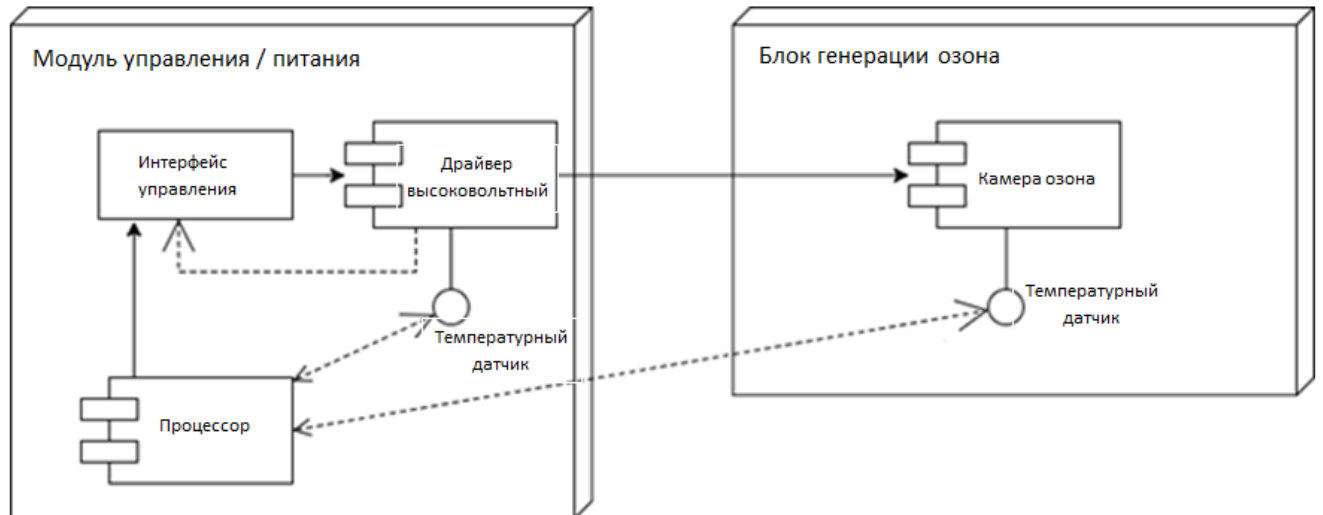 Модуль управления / питания
Блок генерации озона
Интерфейс
управления
Драйвер
высоковольтный
Камера озона
Температурный
датчик
Температурный
датчик
Процессор